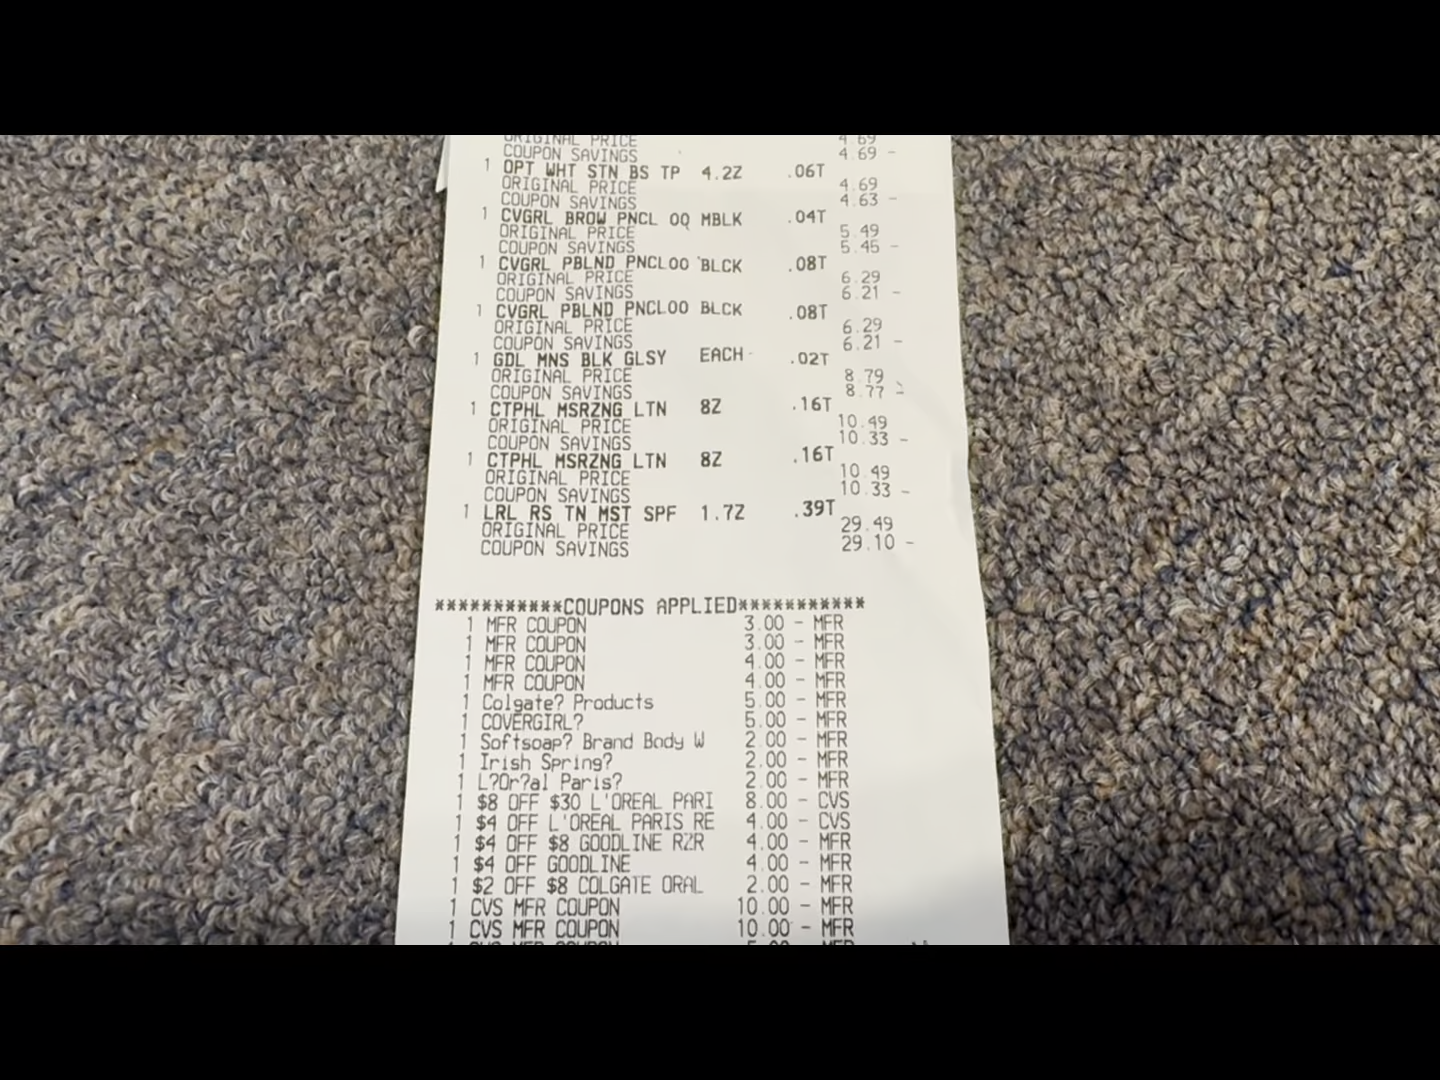 ORIGINAL PRICE 4.69
COUPON SAVINGS 4.69 -
1 OPT WHT STN BS TP 4.2Z .06T
ORIGINAL PRICE 4.69
COUPON SAVINGS 4.63 -
1 CVGRL BROW PNCL 00 MBLK .04T
ORIGINAL PRICE 5.49
COUPON SAVINGS 5.45 -
1 CVGRL PBLND PNCL00 BLCK .08T
ORIGINAL PRICE 6.29
COUPON SAVINGS 6.21 -
1 CVGRL PBLND PNCL00 BLCK .08T
ORIGINAL PRICE 6.29
COUPON SAVINGS 6.21 -
1 GDL MNS BLK GLSY EACH .02T
ORIGINAL PRICE 8.79
COUPON SAVINGS 8.77 -
1 CTPHL MSRZNG LTN 8Z .16T
ORIGINAL PRICE 10.49
COUPON SAVINGS 10.33 -
1 CTPHL MSRZNG LTN 8Z .16T
ORIGINAL PRICE 10.49
COUPON SAVINGS 10.33 -
1 LRL RS TN MST SPF 1.7Z .39T
ORIGINAL PRICE 29.49
COUPON SAVINGS 29.10 -
***********COUPONS APPLIED***********
1 MFR COUPON 3.00 - MFR
1 MFR COUPON 3.00 - MFR
1 MFR COUPON 4.00 - MFR
1 MFR COUPON 4.00 - MFR
1 Colgate? Products 5.00 - MFR
1 COVERGIRL? 5.00 - MFR
1 Softsoap? Brand Body W 2.00 - MFR
1 Irish Spring? 2.00 - MFR
1 L?Or?al Paris? 2.00 - MFR
1 $8 OFF $30 L'OREAL PARI 8.00 - CVS
1 $4 OFF L'OREAL PARIS RE 4.00 - CVS
1 $4 OFF $8 GOODLINE RZR 4.00 - MFR
1 $4 OFF GOODLINE 4.00 - MFR
1 $2 OFF $8 COLGATE ORAL 2.00 - MFR
1 CVS MFR COUPON 10.00 - MFR
1 CVS MFR COUPON 10.00 - MFR